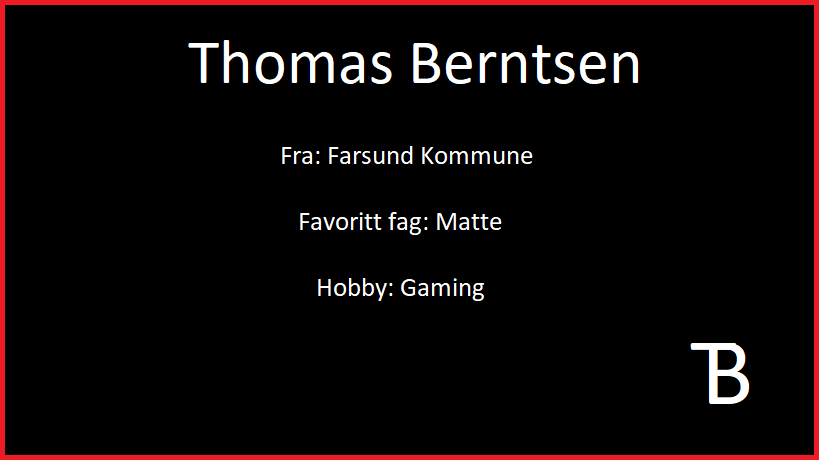 Thomas Berntsen
Fra: Farsund Kommune
Favoritt fag: Matte
Hobby: Gaming
TB